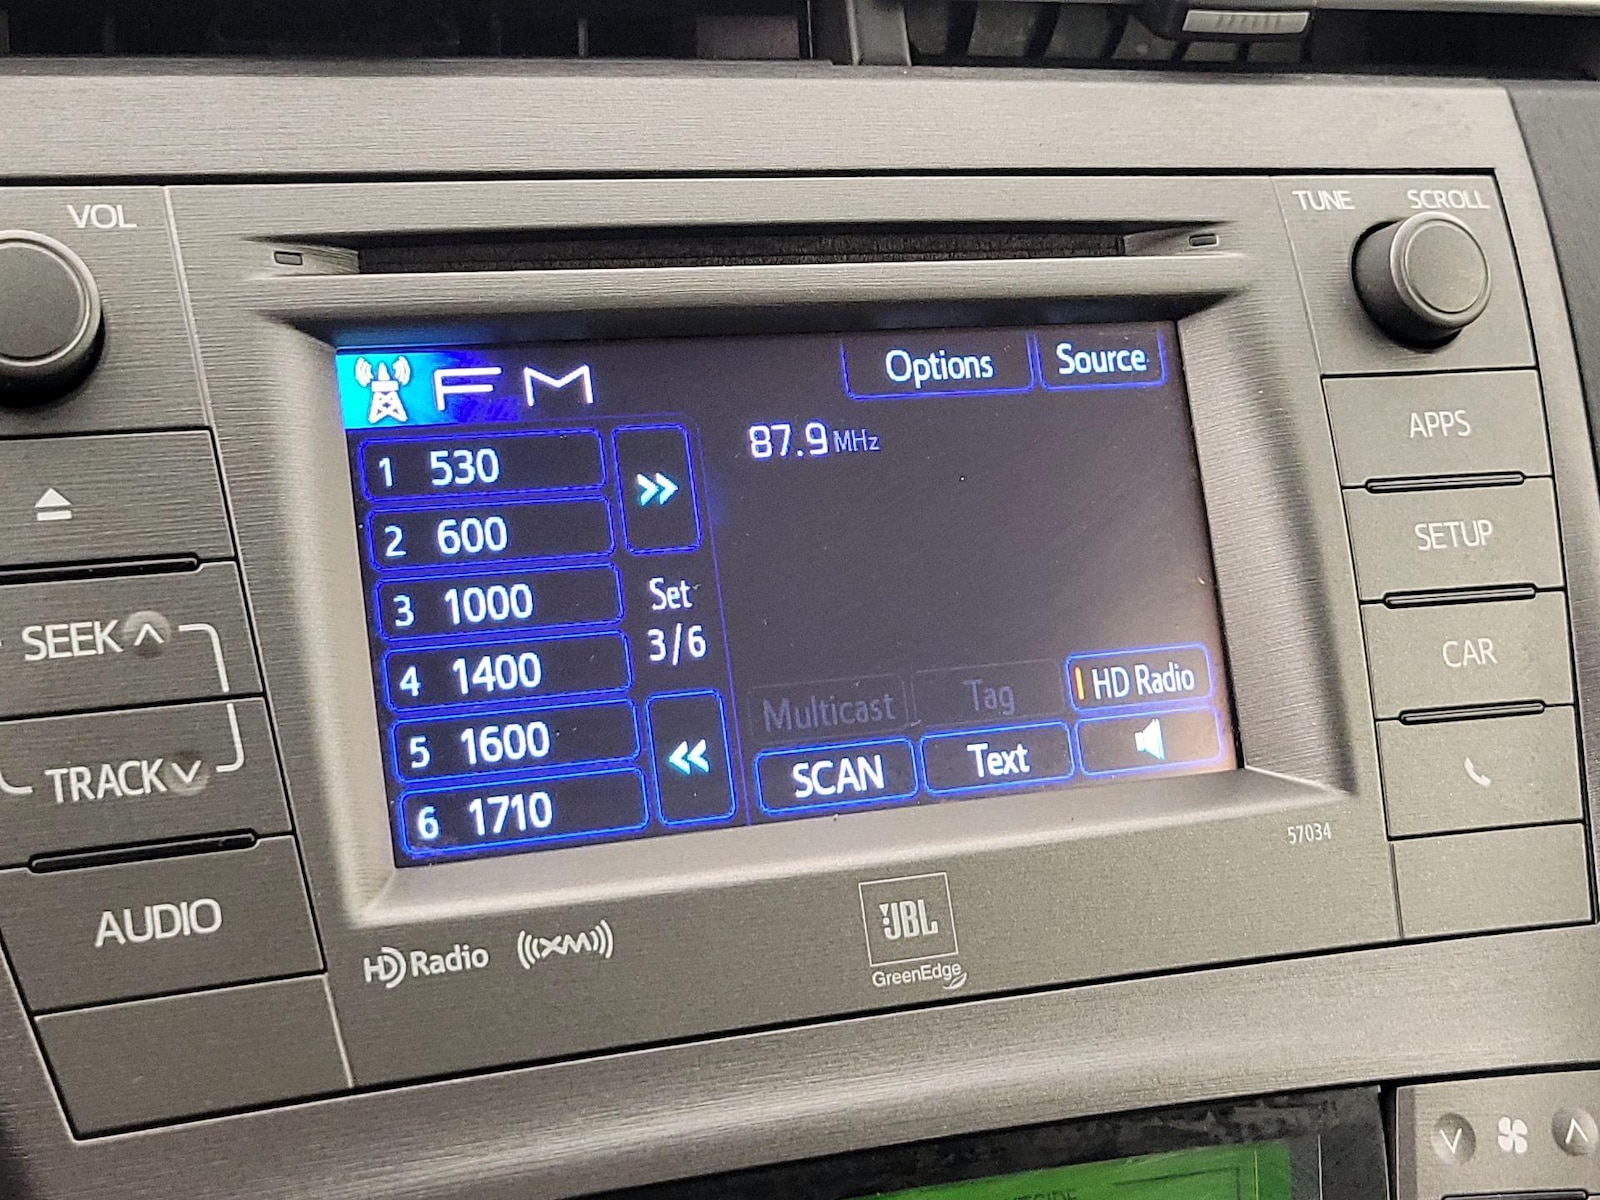 VOL
TUNE SCROLL
FM
Options Source
87.9 MHz
1 530
2 600
3 1000
4 1400
5 1600
6 1710
Set
3/6
Multicast Tag HD Radio
SCAN Text
SEEK
TRACK
AUDIO
APPS
SETUP
CAR
57034
HD Radio
((XM))
JBL
GreenEdge